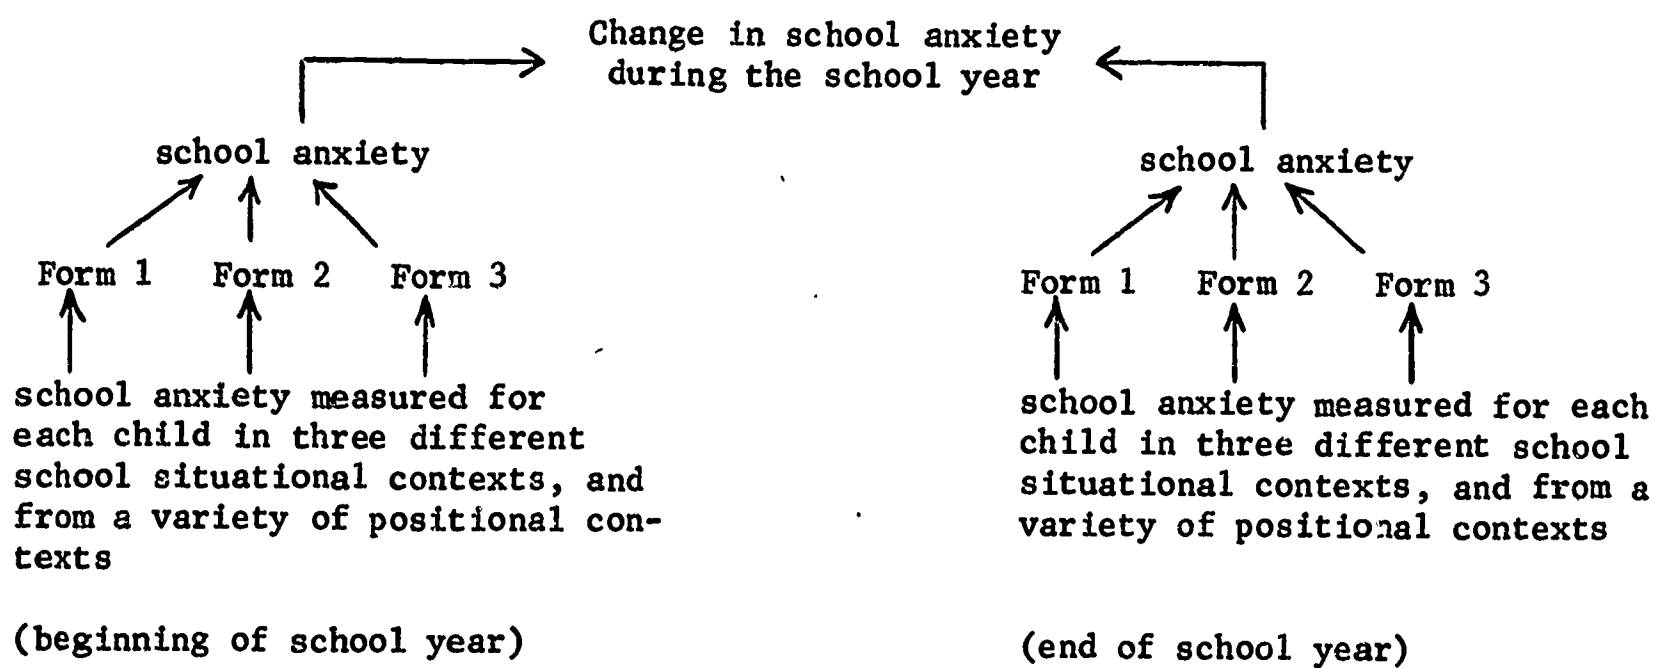 Change in school anxiety
during the school year
school anxiety
Form 1 Form 2 Form 3
school anxiety measured for
each child in three different
school situational contexts, and
from a variety of positional con-
texts
(beginning of school year)
school anxiety
Form 1 Form 2 Form 3
school anxiety measured for each
child in three different school
situational contexts, and from a
variety of positional contexts
(end of school year)